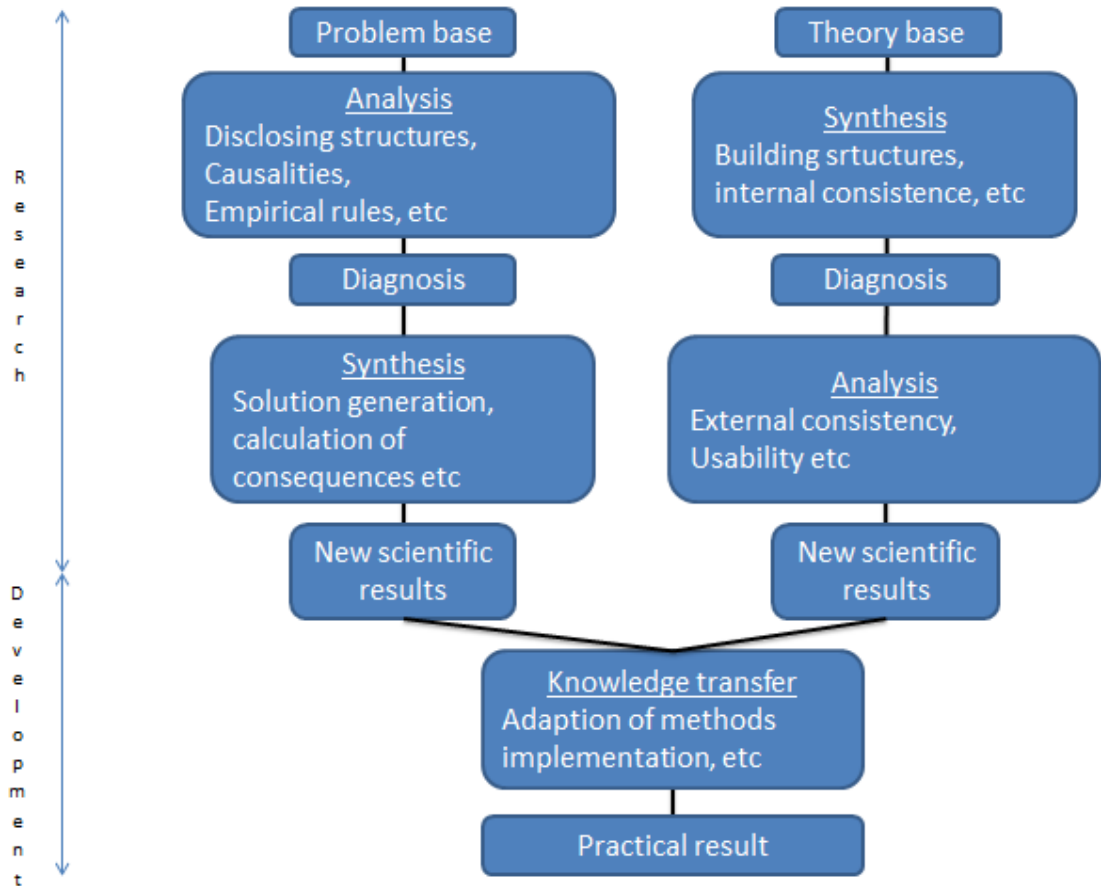 Research
Problem base
Analysis
Disclosing structures,
Causalities,
Empirical rules, etc
Diagnosis
Synthesis
Solution generation,
calculation of
consequences etc
New scientific
results
Theory base
Synthesis
Building srtuctures,
internal consistence, etc
Diagnosis
Analysis
External consistency,
Usability etc
New scientific
results
Development
Knowledge transfer
Adaption of methods
implementation, etc
Practical result